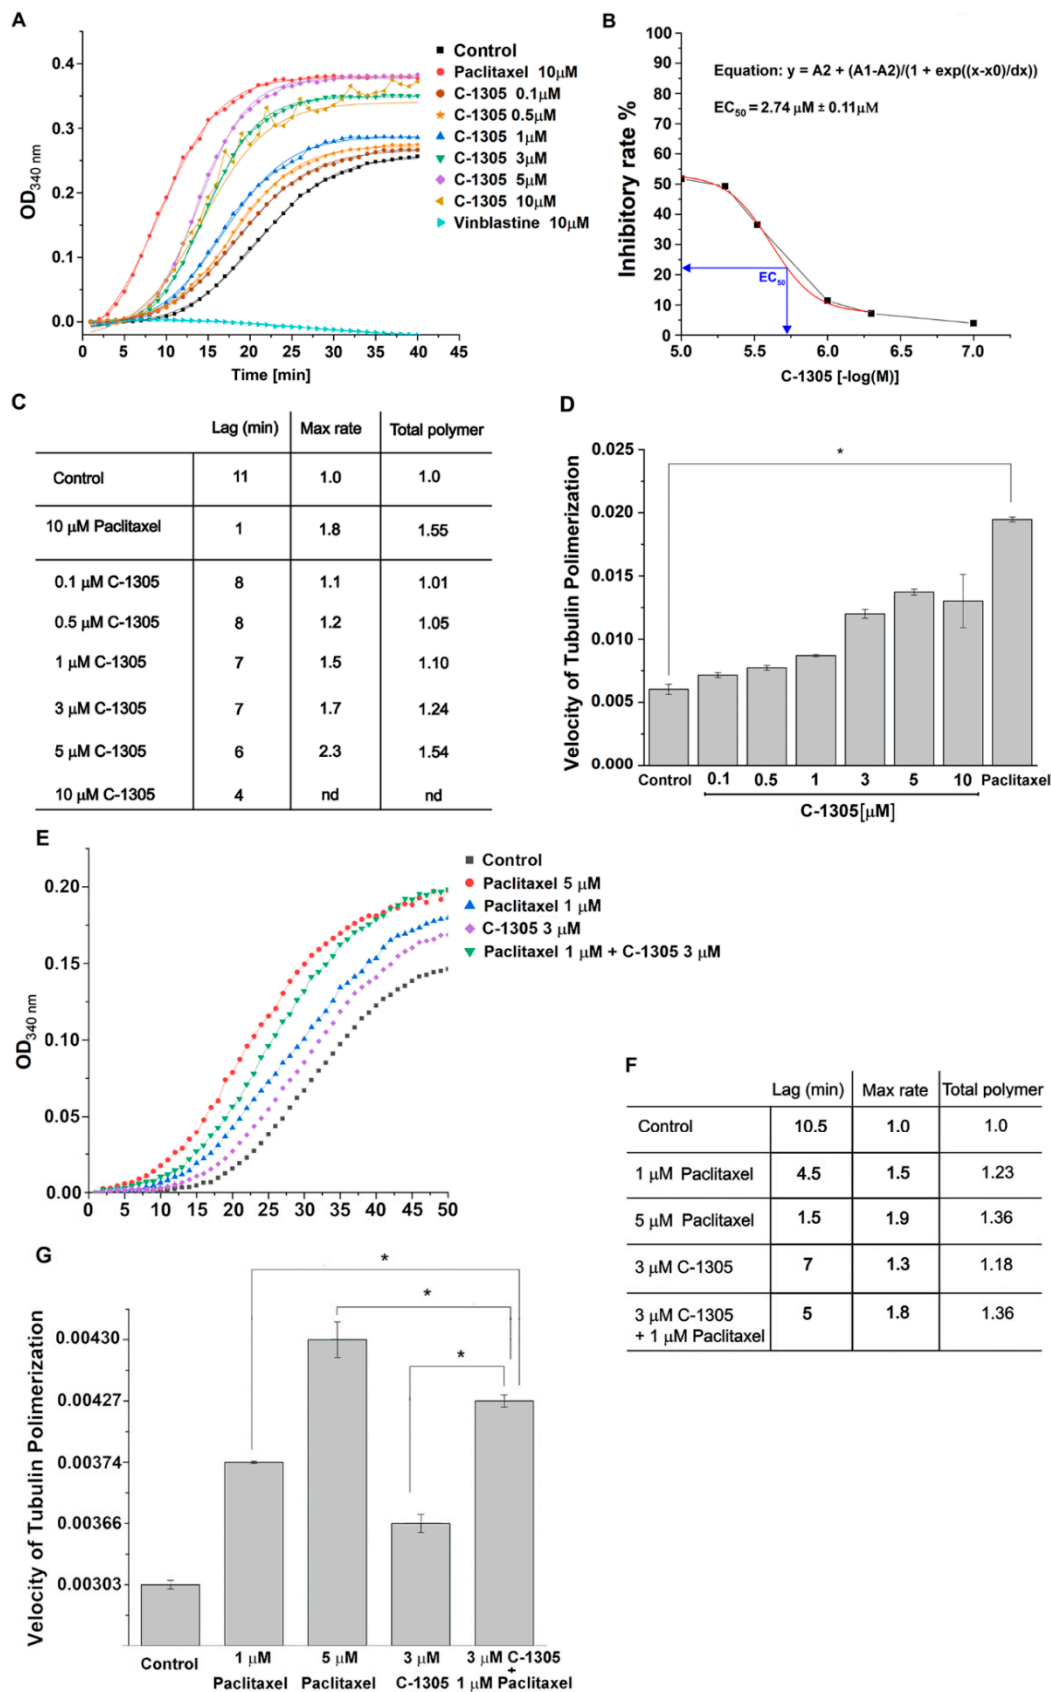 A
0.4
0.3
0.2
0.1
0.0
OD340 nm
0 5 10 15 20 25 30 35 40 45
Time [min]
Control
Paclitaxel 10μM
C-1305 0.1μM
C-1305 0.5μM
C-1305 1μM
C-1305 3μM
C-1305 5μM
C-1305 10μM
Vinblastine 10μM
B
100
90
80
70
60
50
40
30
20
10
0
Inhibitory rate %
Equation: y = A2 + (A1-A2)/(1 + exp((x-x0)/dx))
EC50 = 2.74 μM ± 0.11μM
EC50
5.0 5.5 6.0 6.5 7.0
C-1305 [-log(M)]
C
Lag (min) Max rate Total polymer
Control 11 1.0 1.0
10 μM Paclitaxel 1 1.8 1.55
0.1 μM C-1305 8 1.1 1.01
0.5 μM C-1305 8 1.2 1.05
1 μM C-1305 7 1.5 1.10
3 μM C-1305 7 1.7 1.24
5 μM C-1305 6 2.3 1.54
10 μM C-1305 4 nd nd
D
0.025
0.020
0.015
0.010
0.005
0.000
Velocity of Tubulin Polimerization
*
Control 0.1 0.5 1 3 5 10 Paclitaxel
C-1305[μM]
E
0.20
0.15
0.10
0.05
0.00
OD340 nm
0 5 10 15 20 25 30 35 40 45 50
Control
Paclitaxel 5 μM
Paclitaxel 1 μM
C-1305 3 μM
Paclitaxel 1 μM + C-1305 3 μM
F
Lag (min) Max rate Total polymer
Control 10.5 1.0 1.0
1 μM Paclitaxel 4.5 1.5 1.23
5 μM Paclitaxel 1.5 1.9 1.36
3 μM C-1305 7 1.3 1.18
3 μM C-1305 5 1.8 1.36
+ 1 μM Paclitaxel
G
*
*
*
0.00430
0.00427
0.00374
0.00366
0.00303
Velocity of Tubulin Polimerization
Control 1 μM 5 μM 3 μM 3 μM C-1305
+
Paclitaxel Paclitaxel C-1305 1 μM Paclitaxel